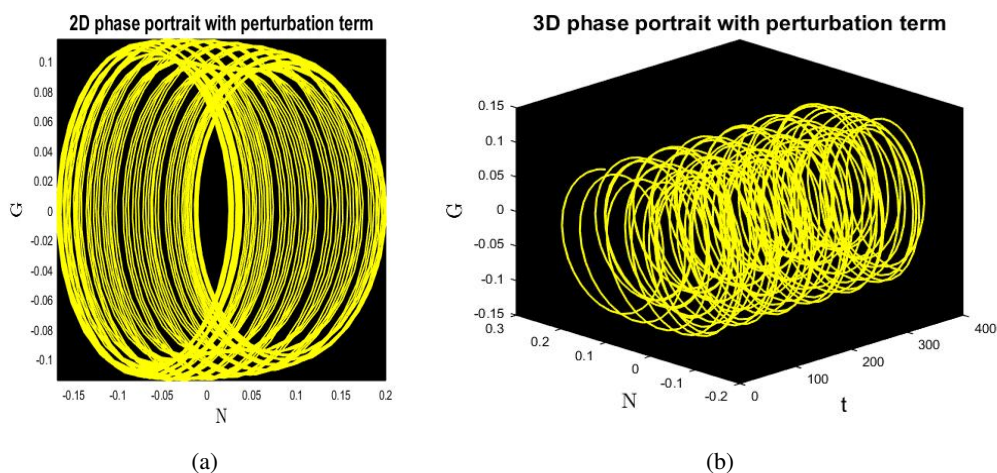 2D phase portrait with perturbation term
0.1
0.08
0.06
0.04
0.02
0
-0.02
-0.04
-0.06
-0.08
-0.1
G
-0.15 -0.1 -0.05 0 0.05 0.1 0.15 0.2
N
(a)
3D phase portrait with perturbation term
0.15
0.1
0.05
0
-0.05
-0.1
-0.15
G
0.3 0.2 0.1 0 -0.1 -0.2
N
0 100 200 300 400
t
(b)